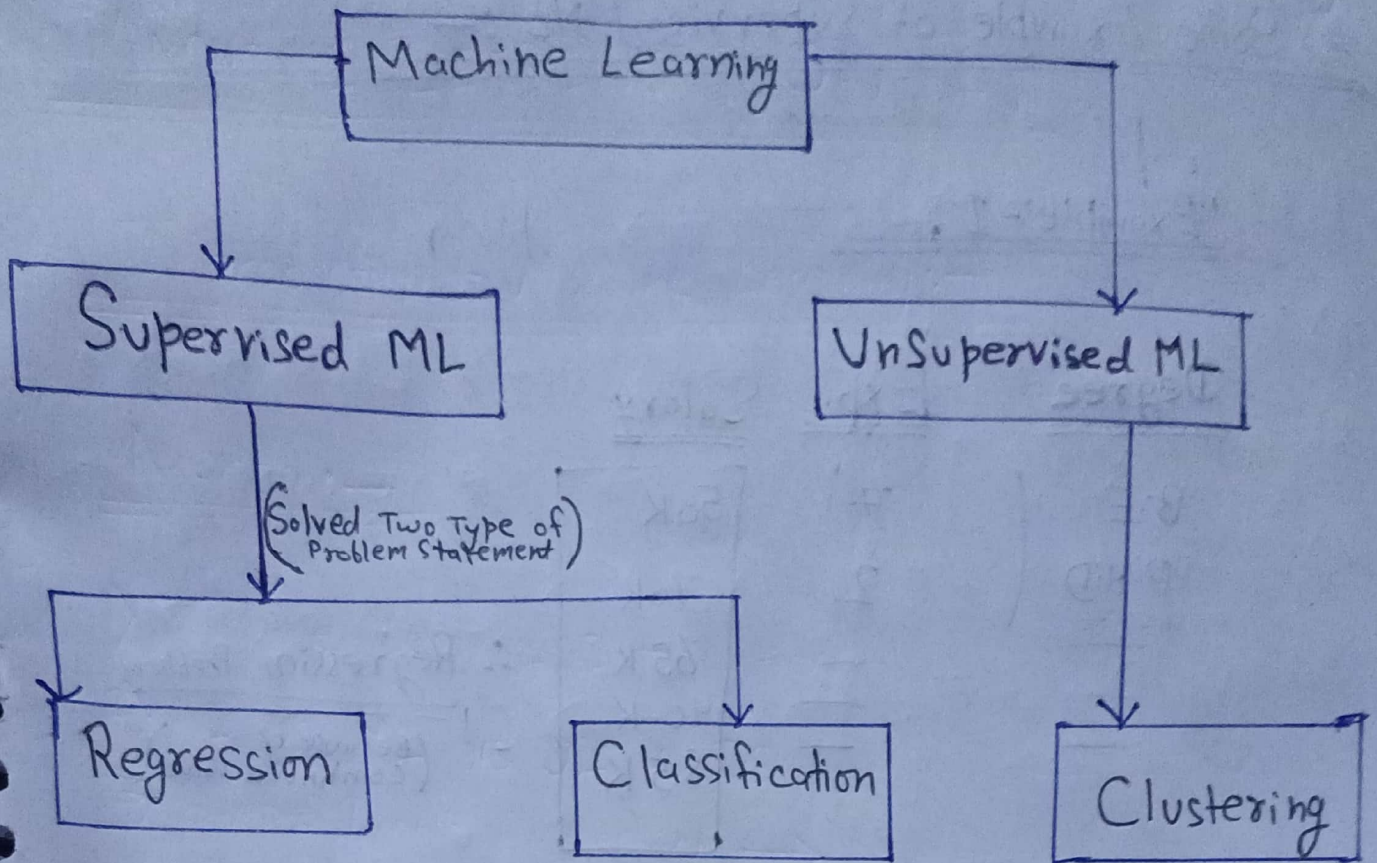 Machine Learning
Supervised ML
UnSupervised ML
(Solved Two Type of
Problem Statement)
Regression
Classification
Clustering